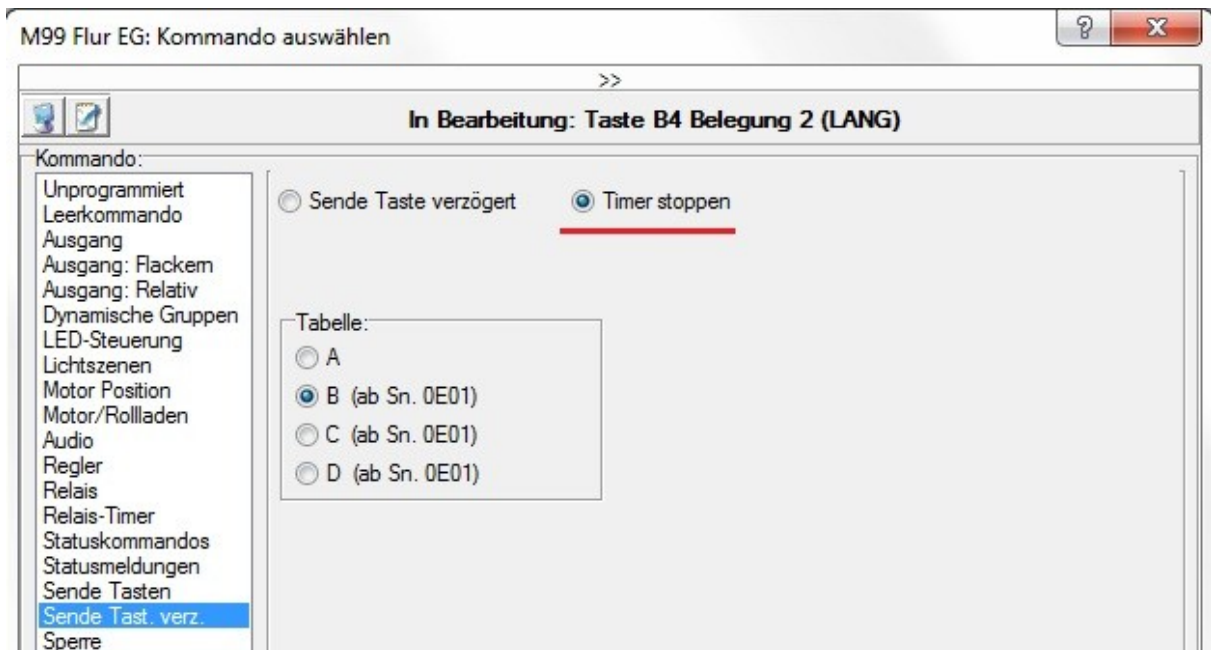 M99 Flur EG: Kommando auswählen
?
X
>>
In Bearbeitung: Taste B4 Belegung 2 (LANG)
Kommando:
Unprogrammiert
Leerkommando
Ausgang
Ausgang: Flackern
Ausgang: Relativ
Dynamische Gruppen
LED-Steuerung
Lichtszenen
Motor Position
Motor/Rollladen
Audio
Regler
Relais
Relais-Timer
Statuskommandos
Statusmeldungen
Sende Tasten
Sende Tast. verz.
Sperre
Sende Taste verzögert
Timer stoppen
Tabelle:
A
B (ab Sn. 0E01)
C (ab Sn. 0E01)
D (ab Sn. 0E01)